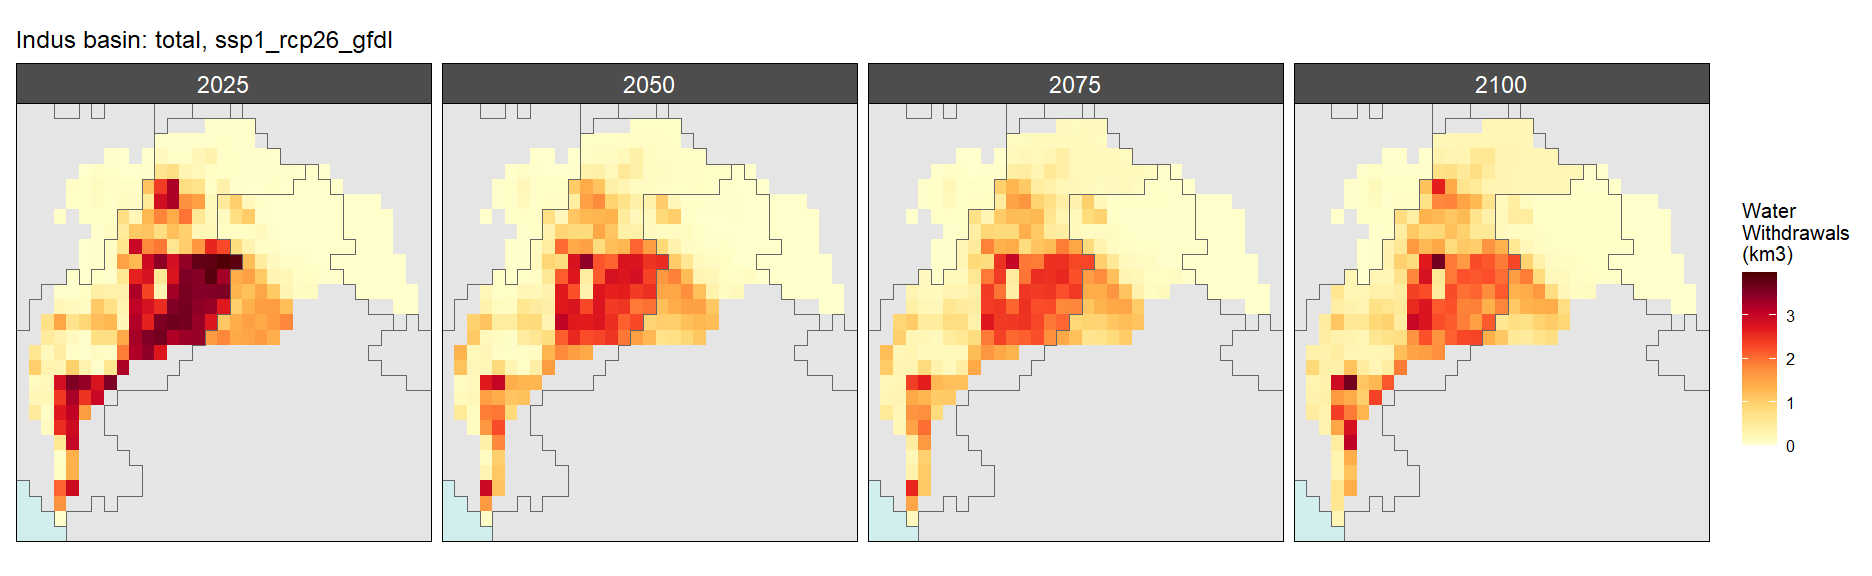 Indus basin: total, ssp1_rcp26_gfdl
2025
2050
2075
2100
Water
Withdrawals
(km3)
3
2
1
0